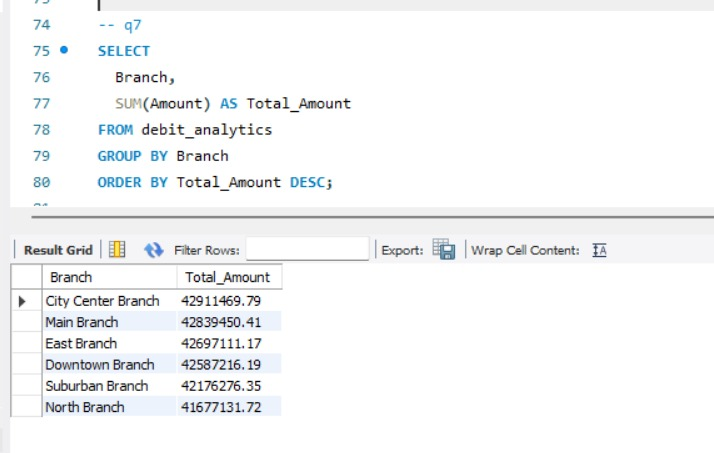 74 -- q7
75 SELECT
76 Branch,
77 SUM(Amount) AS Total_Amount
78 FROM debit_analytics
79 GROUP BY Branch
80 ORDER BY Total_Amount DESC;
Result Grid Filter Rows: Export: Wrap Cell Content: IA
Branch Total_Amount
City Center Branch 42911469.79
Main Branch 42839450.41
East Branch 42697111.17
Downtown Branch 42587216.19
Suburban Branch 42176276.35
North Branch 41677131.72